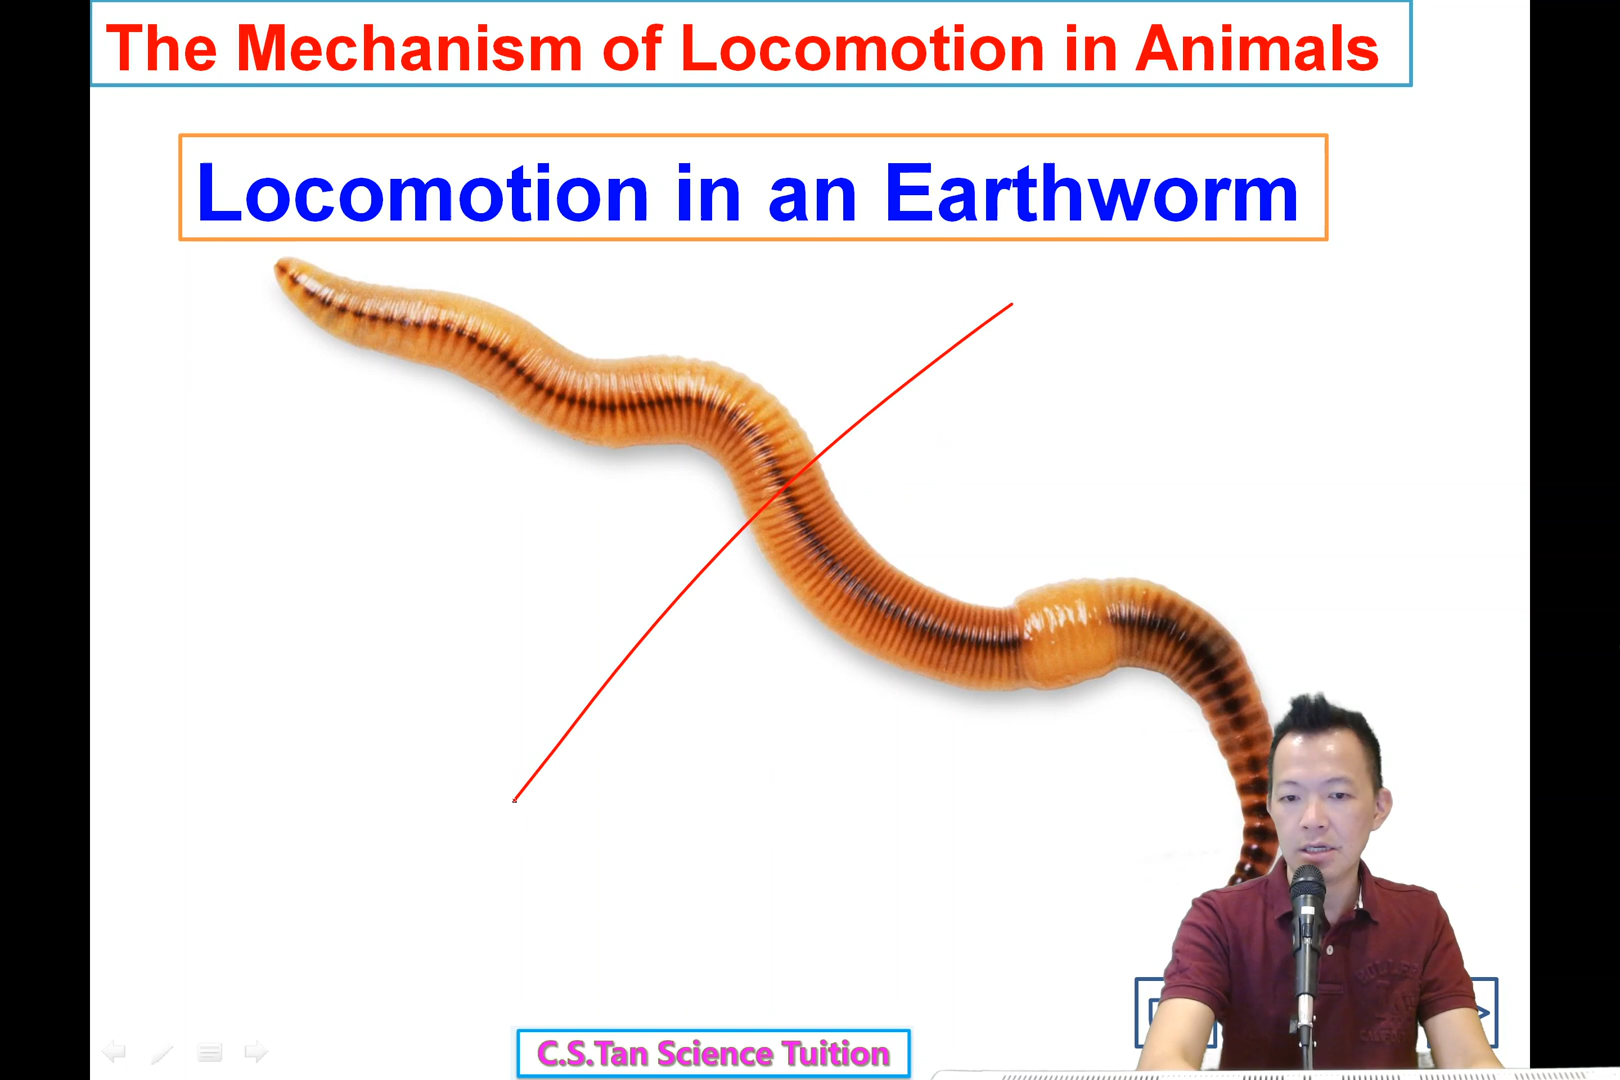 The Mechanism of Locomotion in Animals
Locomotion in an Earthworm
C.S.Tan Science Tuition